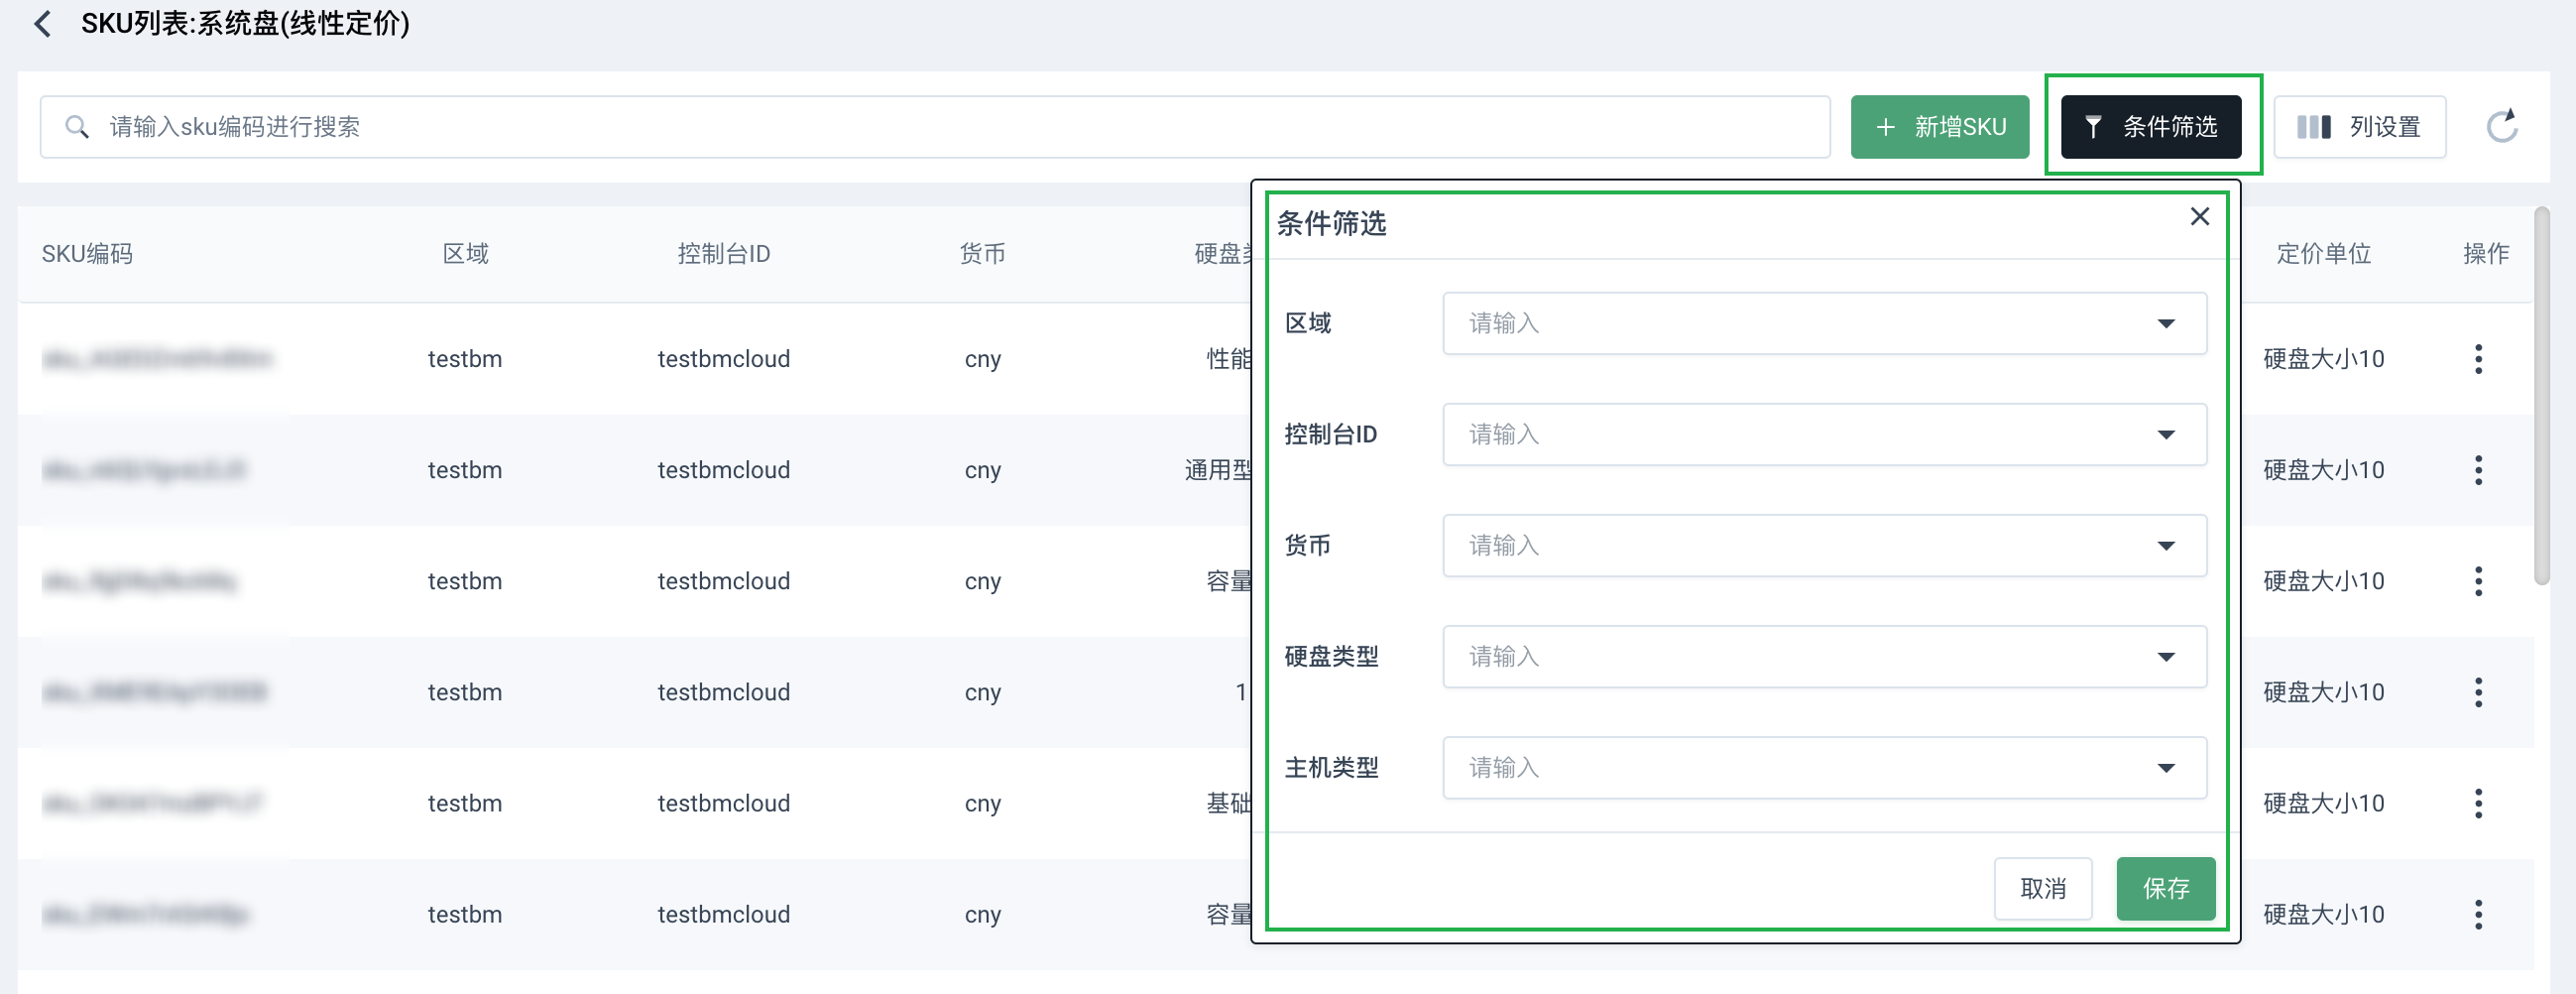 SKU列表:系统盘(线性定价)
请输入sku编码进行搜索
新增SKU
条件筛选
列设置
SKU编码 区域 控制台ID 货币 硬盘 定价单位 操作
testbm testbmcloud cny 性能 硬盘大小10
testbm testbmcloud cny 通用型 硬盘大小10
testbm testbmcloud cny 容量 硬盘大小10
testbm testbmcloud cny 1 硬盘大小10
testbm testbmcloud cny 基础 硬盘大小10
testbm testbmcloud cny 容量 硬盘大小10
条件筛选
区域 请输入
控制台ID 请输入
货币 请输入
硬盘类型 请输入
主机类型 请输入
取消 保存